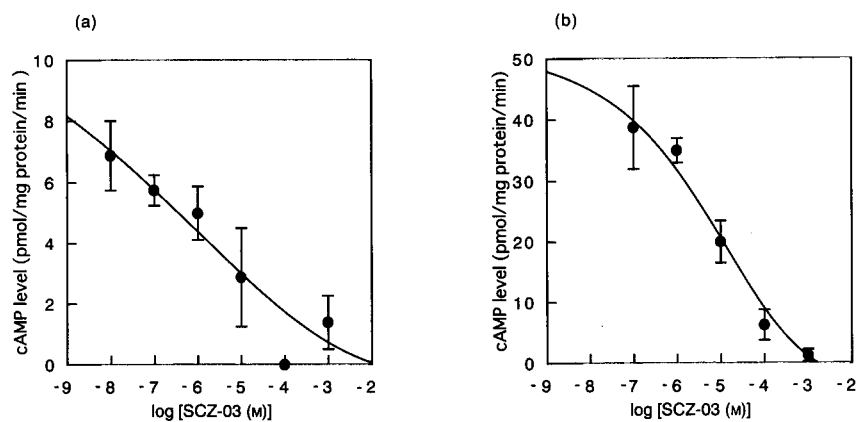 (a)
10
8
6
4
2
0
cAMP level (pmol/mg protein/min)
-9 -8 -7 -6 -5 -4 -3 -2
log [SCZ-03 (M)]
(b)
50
40
30
20
10
0
cAMP level (pmol/mg protein/min)
-9 -8 -7 -6 -5 -4 -3 -2
log [SCZ-03 (M)]